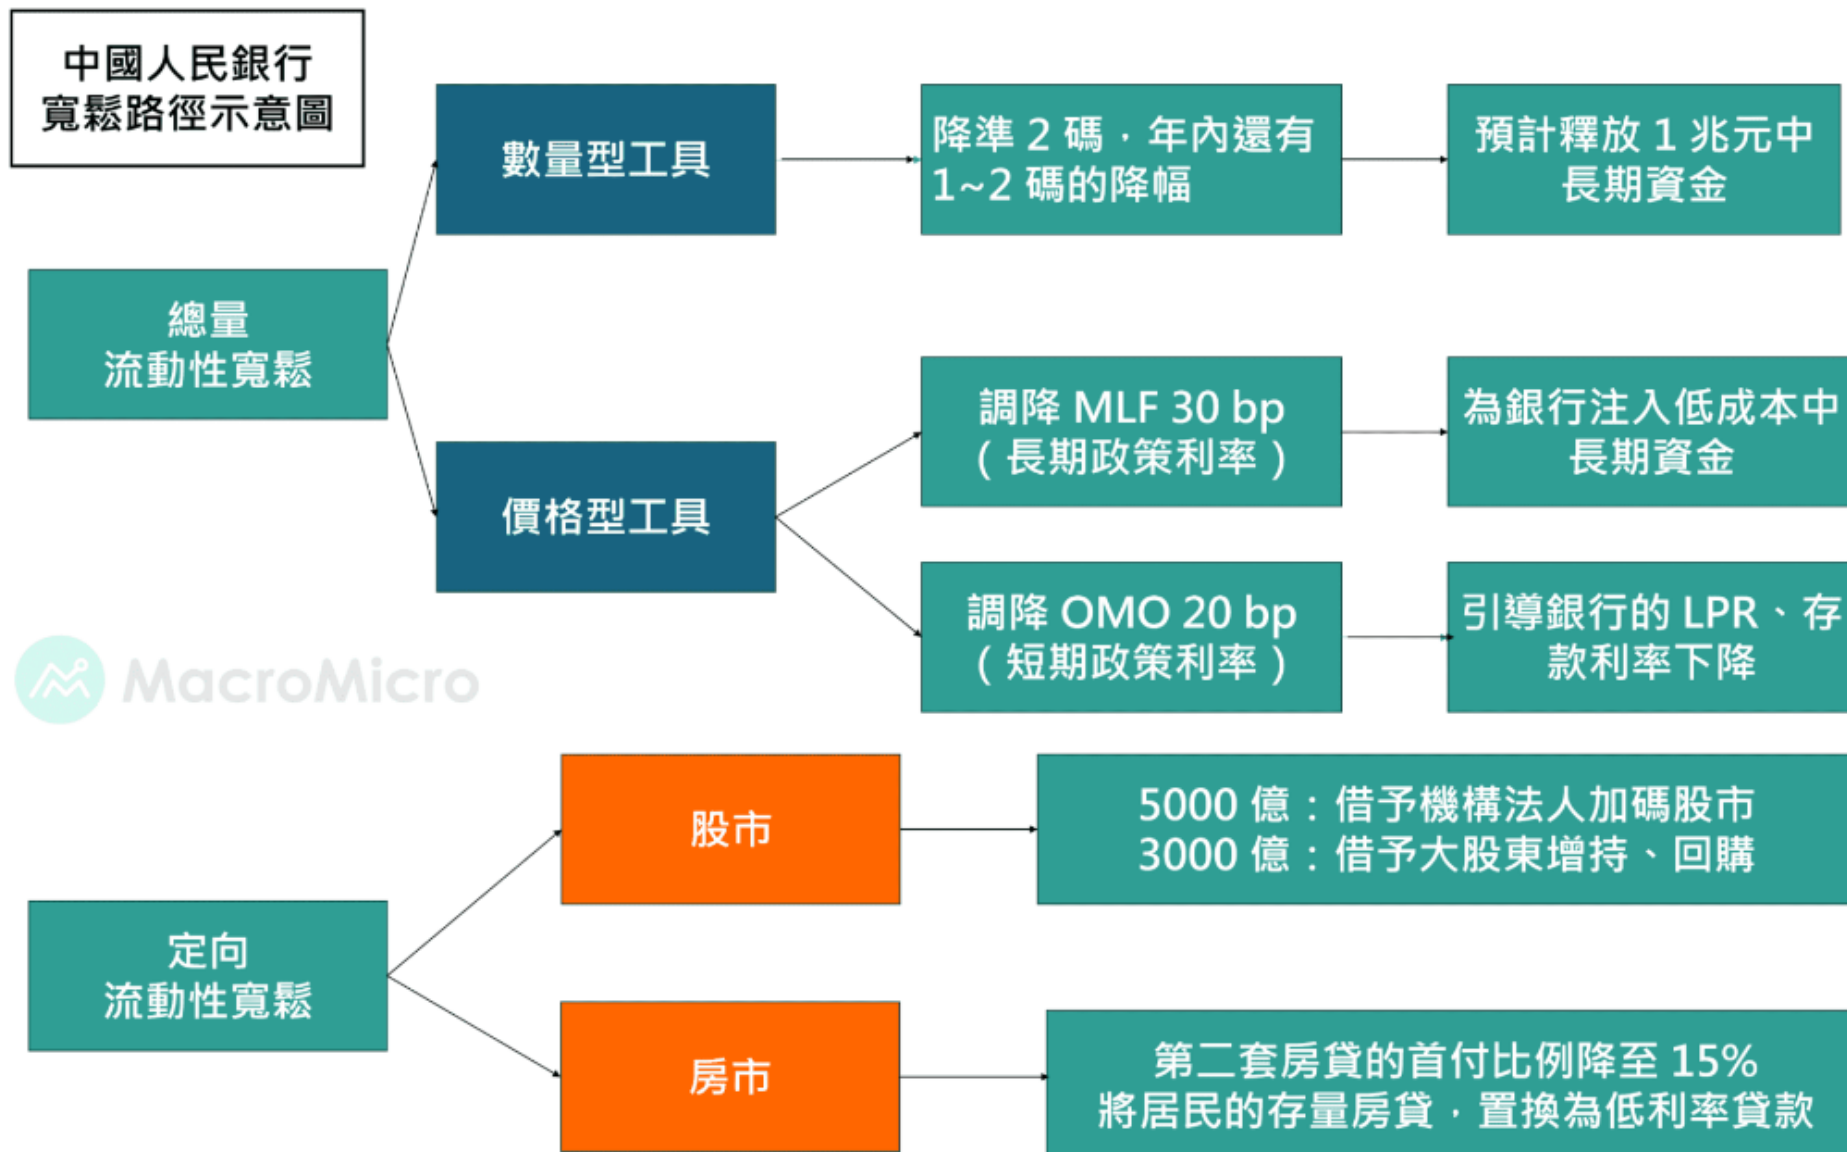 中國人民銀行
寬鬆路徑示意圖
總量
流動性寬鬆
數量型工具
降準 2 碼，年內還有
1~2 碼的降幅
預計釋放 1 兆元中
長期資金
價格型工具
調降 MLF 30 bp
（長期政策利率）
為銀行注入低成本中
長期資金
調降 OMO 20 bp
（短期政策利率）
引導銀行的 LPR、存
款利率下降
MacroMicro
定向
流動性寬鬆
股市
5000 億：借予機構法人加碼股市
3000 億：借予大股東增持、回購
房市
第二套房貸的首付比例降至 15%
將居民的存量房貸，置換為低利率貸款